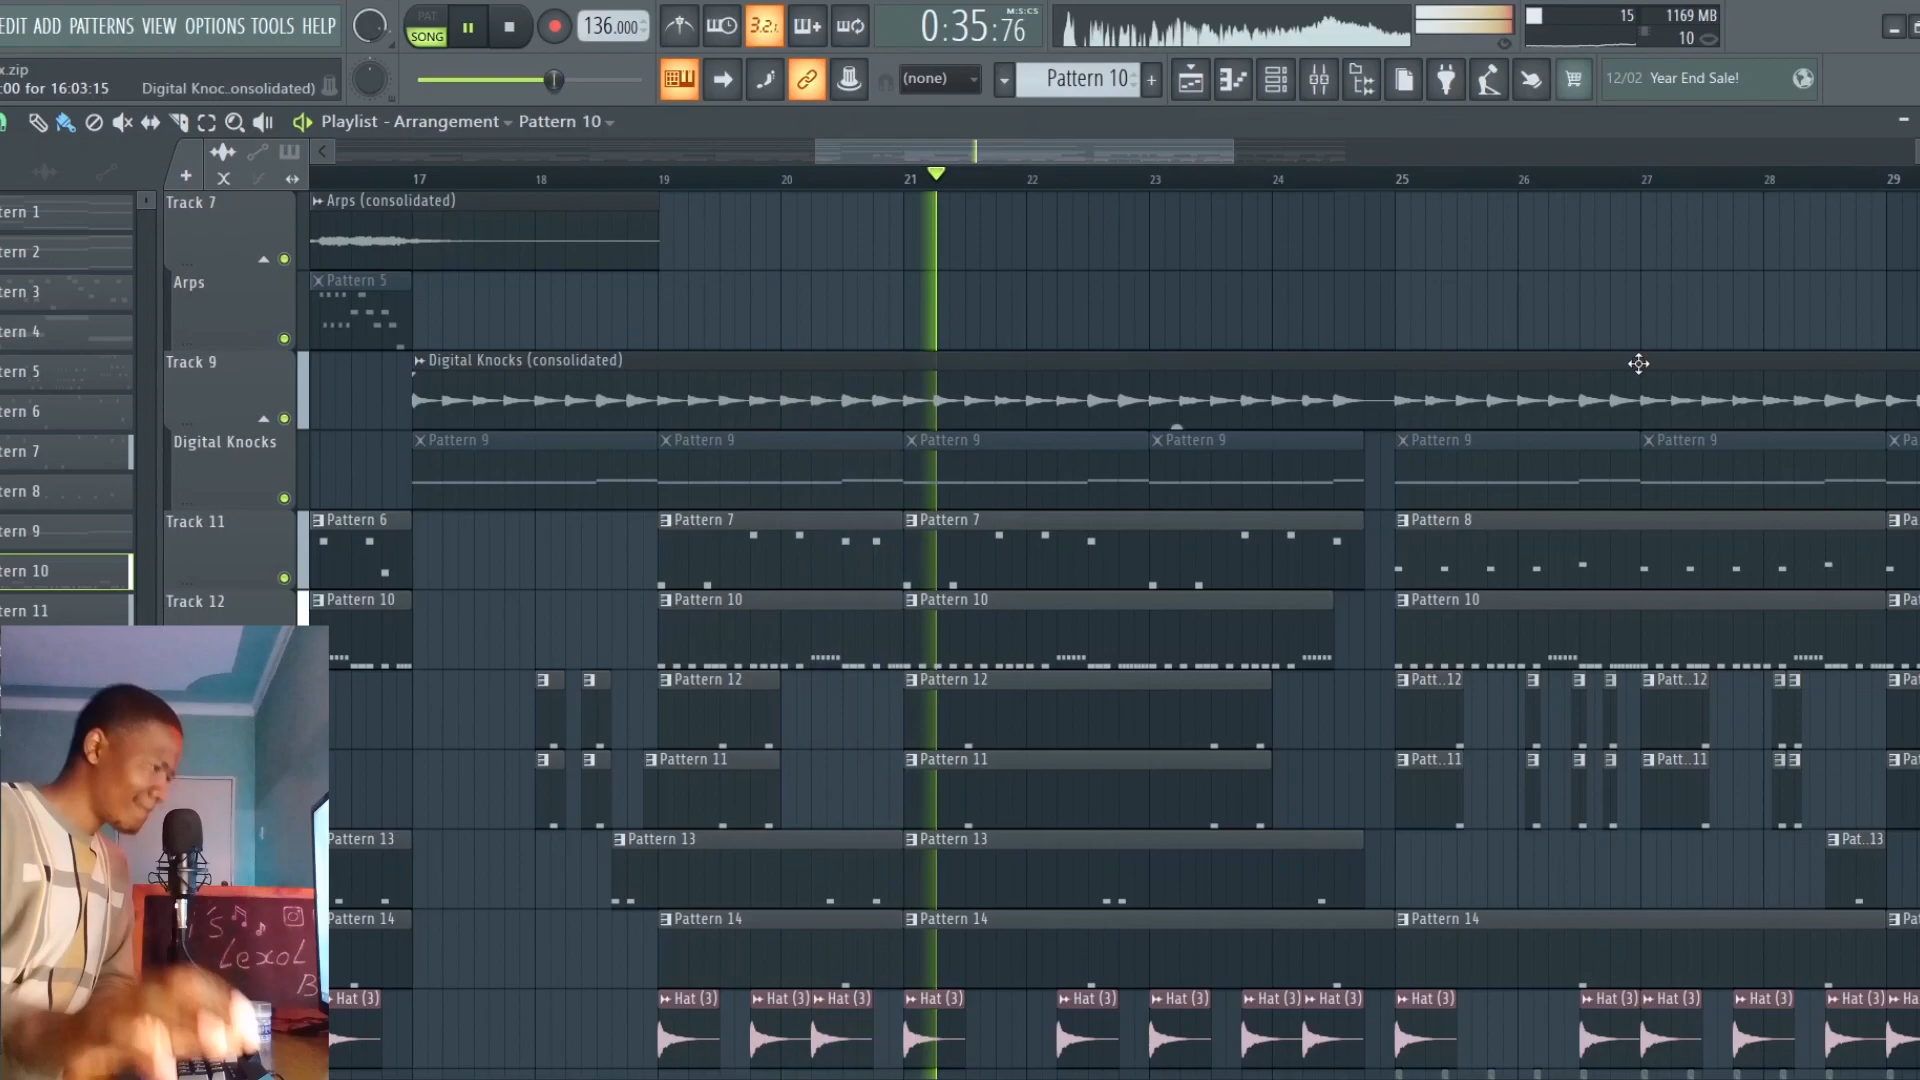 EDIT ADD PATTERNS VIEW OPTIONS TOOLS HELP
PAT
SONG
136.000
3.2.
0:35:76
M:S:CS
15
1169 MB
10
x.zip
:00 for 16:03:15
Digital Knoc..onsolidated)
(none)
Pattern 10
12/02 Year End Sale!
Playlist - Arrangement
Pattern 10
17 18 19 20 21 22 23 24 25 26 27 28 29
tern 1
tern 2
tern 3
tern 4
tern 5
tern 6
tern 7
tern 8
tern 9
tern 10
tern 11
Track 7
Arps (consolidated)
Arps
Pattern 5
Track 9
Digital Knocks (consolidated)
Digital Knocks
Pattern 9 Pattern 9 Pattern 9 Pattern 9 Pattern 9 Pattern 9 Pa
Track 11
Pattern 6 Pattern 7 Pattern 7 Pattern 8 Pa
Track 12
Pattern 10 Pattern 10 Pattern 10 Pattern 10 Pat
Pattern 12 Pattern 12 Patt..12 Patt..12 Pat
Pattern 11 Pattern 11 Patt..11 Patt..11 Pat
Pattern 13 Pattern 13 Pattern 13 Pat..13
Pattern 14 Pattern 14 Pattern 14 Pattern 14 Pat
Hat (3) Hat (3) Hat (3) Hat (3) Hat (3) Hat (3) Hat (3) Hat (3) Hat (3) Hat (3) Hat (3) Hat (3) Hat (3) Hat (3) Ha
's
LexoL
B